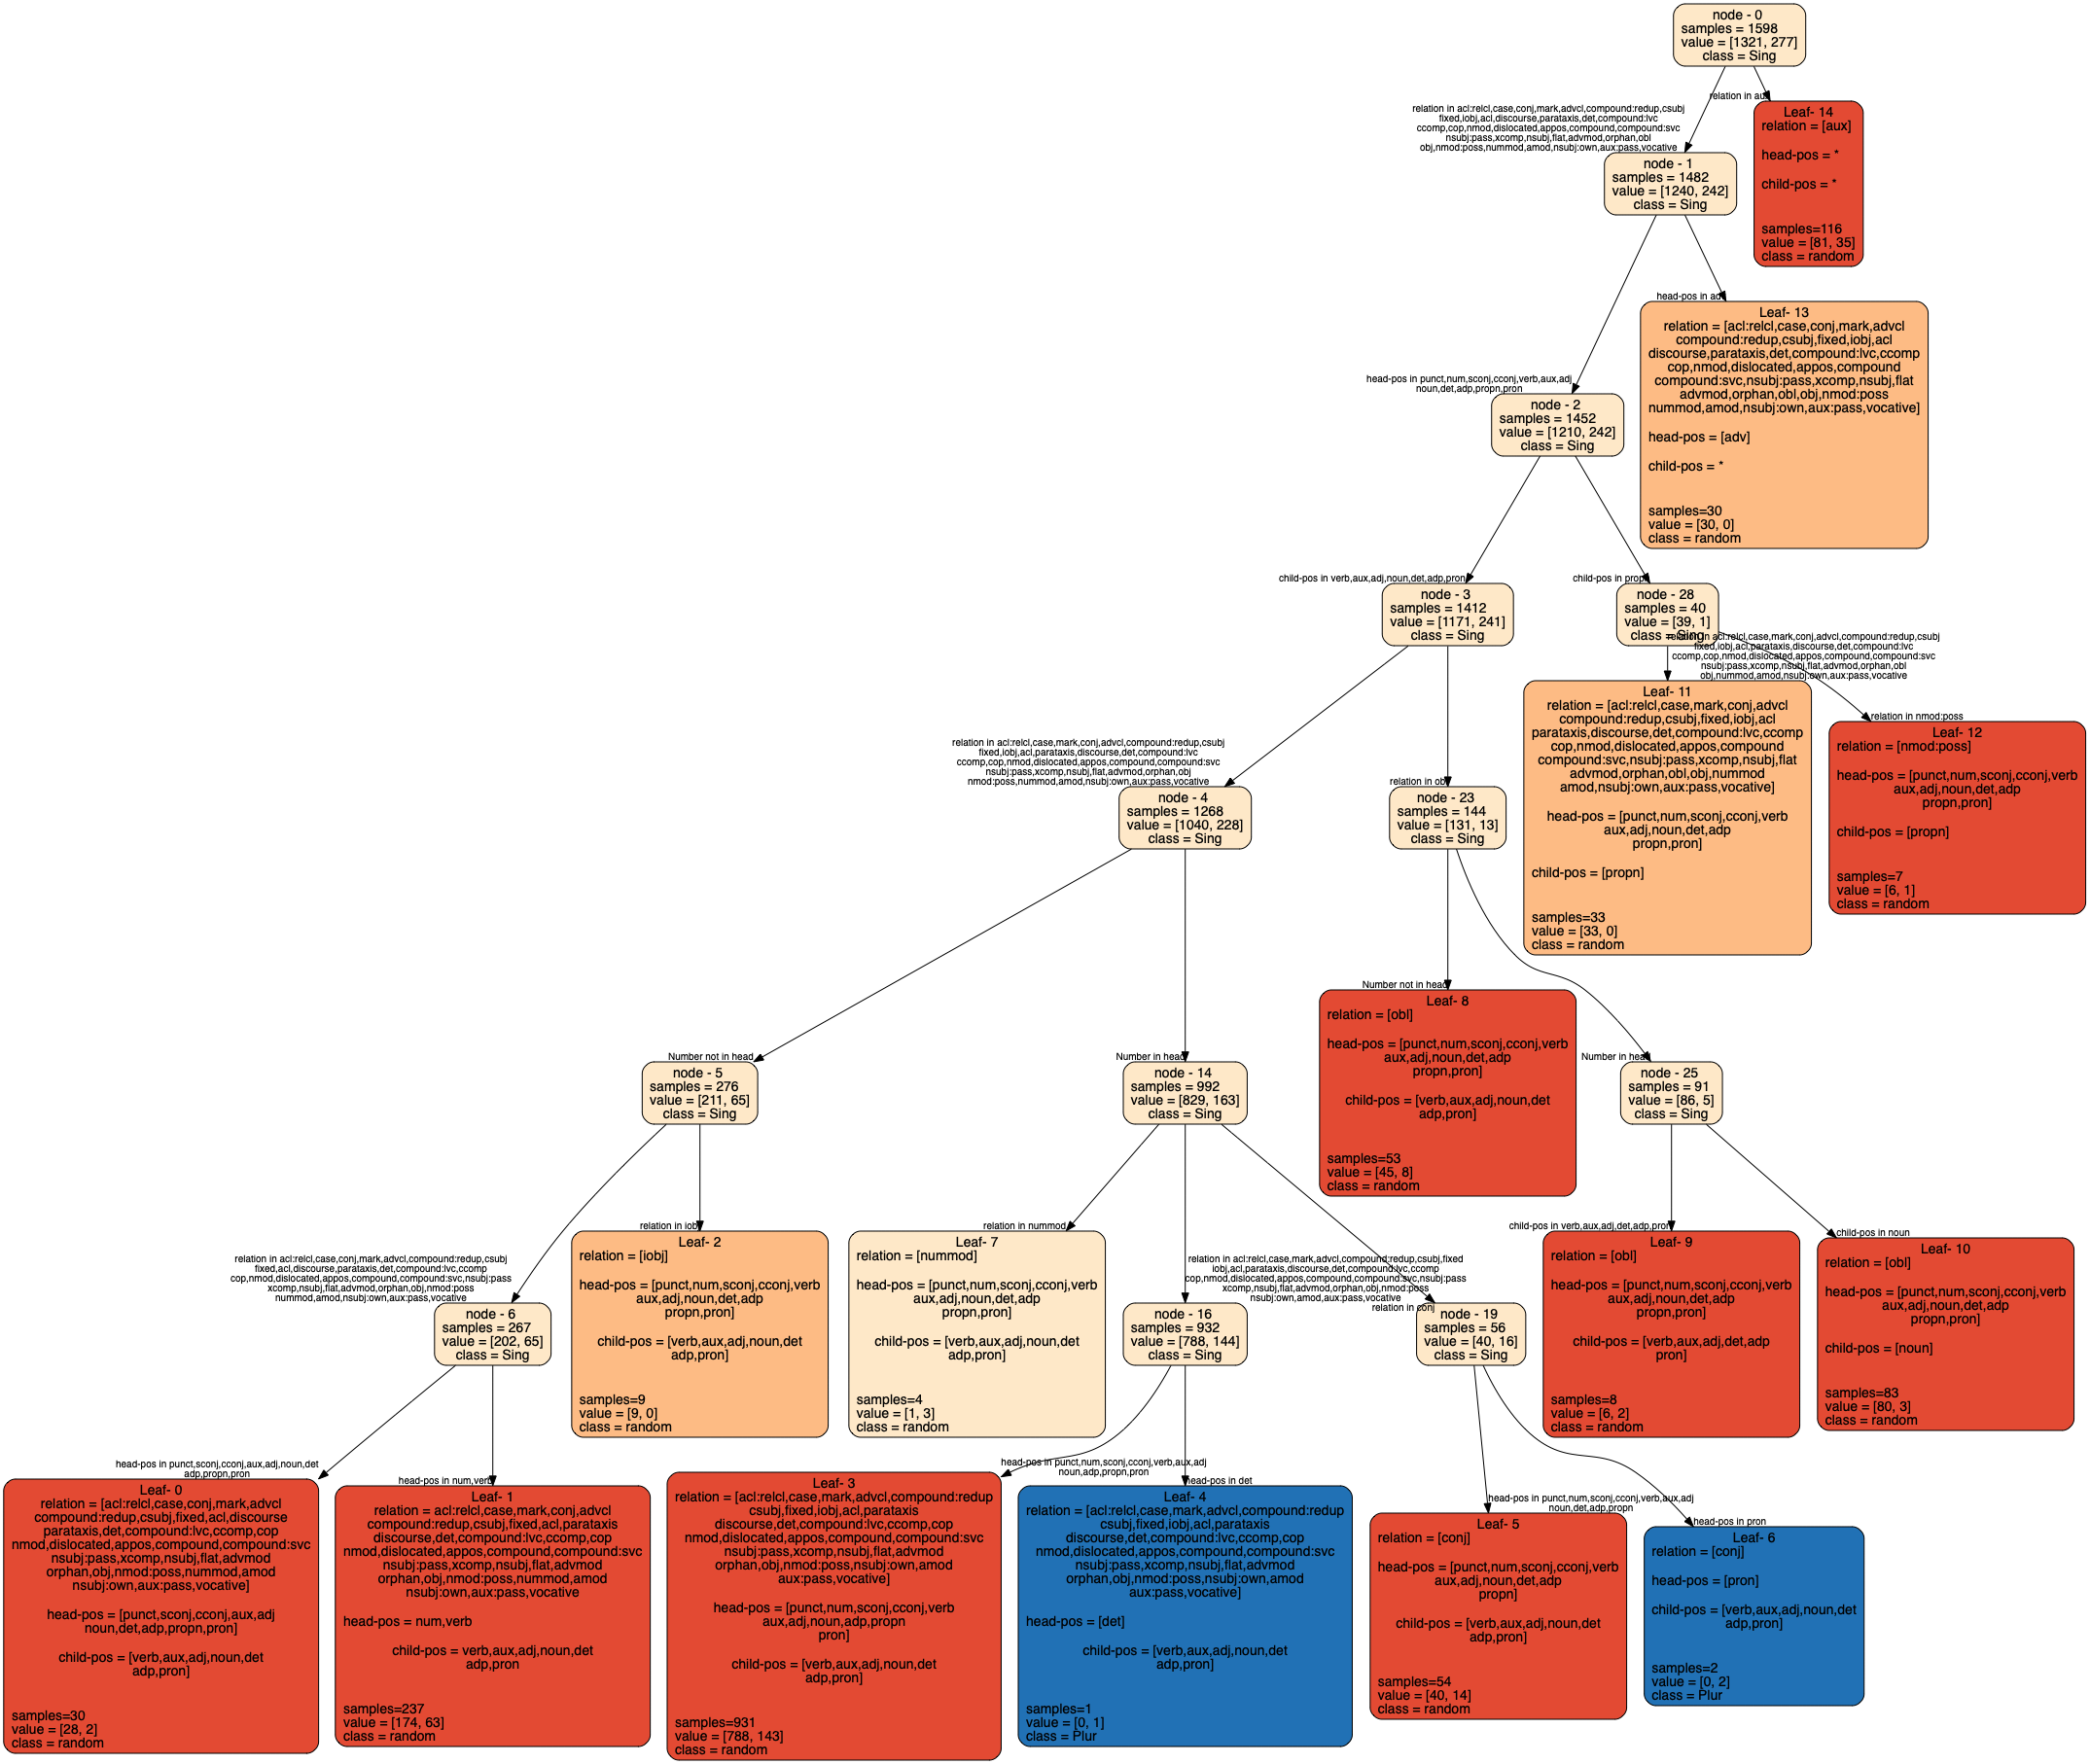 node - 0
samples = 1598
value = [1321, 277]
class = Sing
relation in acl:relcl,case,conj,mark,advcl,compound:redup,csubj
fixed,iobj,acl,discourse,parataxis,det,compound:lvc
ccomp,cop,nmod,dislocated,appos,compound,compound:svc
nsubj:pass,xcomp,nsubj,flat,advmod,orphan,obl
obj,nmod:poss,nummod,amod,nsubj:own,aux:pass,vocative
relation in aux
Leaf- 14
relation = [aux]
head-pos = *
child-pos = *
samples=116
value = [81, 35]
class = random
node - 1
samples = 1482
value = [1240, 242]
class = Sing
head-pos in punct,num,sconj,cconj,verb,aux,adj
noun,det,adp,propn,pron
head-pos in adv
Leaf- 13
relation = [acl:relcl,case,conj,mark,advcl
compound:redup,csubj,fixed,iobj,acl
discourse,parataxis,det,compound:lvc,ccomp
cop,nmod,dislocated,appos,compound
compound:svc,nsubj:pass,xcomp,nsubj,flat
advmod,orphan,obl,obj,nmod:poss
nummod,amod,nsubj:own,aux:pass,vocative]
head-pos = [adv]
child-pos = *
samples=30
value = [30, 0]
class = random
node - 2
samples = 1452
value = [1210, 242]
class = Sing
child-pos in verb,aux,adj,noun,det,adp,pron
child-pos in propn
node - 3
samples = 1412
value = [1171, 241]
class = Sing
node - 28
samples = 40
value = [39, 1]
class = Sing
relation in acl:relcl,case,mark,conj,advcl,compound:redup,csubj
fixed,iobj,acl,parataxis,discourse,det,compound:lvc
ccomp,cop,nmod,dislocated,appos,compound,compound:svc
nsubj:pass,xcomp,nsubj,flat,advmod,orphan,obl
obj,nummod,amod,nsubj:own,aux:pass,vocative
relation in nmod:poss
Leaf- 11
relation = [acl:relcl,case,mark,conj,advcl
compound:redup,csubj,fixed,iobj,acl
parataxis,discourse,det,compound:lvc,ccomp
cop,nmod,dislocated,appos,compound
compound:svc,nsubj:pass,xcomp,nsubj,flat
advmod,orphan,obl,obj,nummod
amod,nsubj:own,aux:pass,vocative]
head-pos = [punct,num,sconj,cconj,verb
aux,adj,noun,det,adp
propn,pron]
child-pos = [propn]
samples=33
value = [33, 0]
class = random
Leaf- 12
relation = [nmod:poss]
head-pos = [punct,num,sconj,cconj,verb
aux,adj,noun,det,adp
propn,pron]
child-pos = [propn]
samples=7
value = [6, 1]
class = random
relation in acl:relcl,case,mark,conj,advcl,compound:redup,csubj
fixed,iobj,acl,parataxis,discourse,det,compound:lvc
ccomp,cop,nmod,dislocated,appos,compound,compound:svc
nsubj:pass,xcomp,nsubj,flat,advmod,orphan,obj
nmod:poss,nummod,amod,nsubj:own,aux:pass,vocative
relation in obl
node - 4
samples = 1268
value = [1040, 228]
class = Sing
node - 23
samples = 144
value = [131, 13]
class = Sing
Number not in head
Leaf- 8
relation = [obl]
head-pos = [punct,num,sconj,cconj,verb
aux,adj,noun,det,adp
propn,pron]
child-pos = [verb,aux,adj,noun,det
adp,pron]
samples=53
value = [45, 8]
class = random
Number not in head
node - 5
samples = 276
value = [211, 65]
class = Sing
Number in head
node - 14
samples = 992
value = [829, 163]
class = Sing
Number in head
node - 25
samples = 91
value = [86, 5]
class = Sing
relation in acl:relcl,case,conj,mark,advcl,compound:redup,csubj
fixed,acl,discourse,parataxis,det,compound:lvc,ccomp
cop,nmod,dislocated,appos,compound,compound:svc,nsubj:pass
xcomp,nsubj,flat,advmod,orphan,obj,nmod:poss
nummod,amod,nsubj:own,aux:pass,vocative
node - 6
samples = 267
value = [202, 65]
class = Sing
relation in iobj
Leaf- 2
relation = [iobj]
head-pos = [punct,num,sconj,cconj,verb
aux,adj,noun,det,adp
propn,pron]
child-pos = [verb,aux,adj,noun,det
adp,pron]
samples=9
value = [9, 0]
class = random
relation in nummod
Leaf- 7
relation = [nummod]
head-pos = [punct,num,sconj,cconj,verb
aux,adj,noun,det,adp
propn,pron]
child-pos = [verb,aux,adj,noun,det
adp,pron]
samples=4
value = [1, 3]
class = random
relation in acl:relcl,case,mark,advcl,compound:redup,csubj,fixed
iobj,acl,parataxis,discourse,det,compound:lvc,ccomp
cop,nmod,dislocated,appos,compound,compound:svc,nsubj:pass
xcomp,nsubj,flat,advmod,orphan,obj,nmod:poss
nsubj:own,amod,aux:pass,vocative
relation in conj
node - 16
samples = 932
value = [788, 144]
class = Sing
node - 19
samples = 56
value = [40, 16]
class = Sing
child-pos in verb,aux,adj,det,adp,pron
Leaf- 9
relation = [obl]
head-pos = [punct,num,sconj,cconj,verb
aux,adj,noun,det,adp
propn,pron]
child-pos = [verb,aux,adj,det,adp
pron]
samples=8
value = [6, 2]
class = random
child-pos in noun
Leaf- 10
relation = [obl]
head-pos = [punct,num,sconj,cconj,verb
aux,adj,noun,det,adp
propn,pron]
child-pos = [noun]
samples=83
value = [80, 3]
class = random
head-pos in punct,sconj,cconj,aux,adj,noun,det
adp,propn,pron
Leaf- 0
relation = [acl:relcl,case,conj,mark,advcl
compound:redup,csubj,fixed,acl,discourse
parataxis,det,compound:lvc,ccomp,cop
nmod,dislocated,appos,compound,compound:svc
nsubj:pass,xcomp,nsubj,flat,advmod
orphan,obj,nmod:poss,nummod,amod
nsubj:own,aux:pass,vocative]
head-pos = [punct,sconj,cconj,aux,adj
noun,det,adp,propn,pron]
child-pos = [verb,aux,adj,noun,det
adp,pron]
samples=30
value = [28, 2]
class = random
head-pos in num,verb
Leaf- 1
relation = acl:relcl,case,mark,conj,advcl
compound:redup,csubj,fixed,acl,parataxis
discourse,det,compound:lvc,ccomp,cop
nmod,dislocated,appos,compound,compound:svc
nsubj:pass,xcomp,nsubj,flat,advmod
orphan,obj,nmod:poss,nummod,amod
nsubj:own,aux:pass,vocative
head-pos = num,verb
child-pos = verb,aux,adj,noun,det
adp,pron
samples=237
value = [174, 63]
class = random
head-pos in punct,num,sconj,cconj,verb,aux,adj
noun,adp,propn,pron
Leaf- 3
relation = [acl:relcl,case,mark,advcl,compound:redup
csubj,fixed,iobj,acl,parataxis
discourse,det,compound:lvc,ccomp,cop
nmod,dislocated,appos,compound,compound:svc
nsubj:pass,xcomp,nsubj,flat,advmod
orphan,obj,nmod:poss,nsubj:own,amod
aux:pass,vocative]
head-pos = [punct,num,sconj,cconj,verb
aux,adj,noun,adp,propn
pron]
child-pos = [verb,aux,adj,noun,det
adp,pron]
samples=931
value = [788, 143]
class = random
head-pos in det
Leaf- 4
relation = [acl:relcl,case,mark,advcl,compound:redup
csubj,fixed,iobj,acl,parataxis
discourse,det,compound:lvc,ccomp,cop
nmod,dislocated,appos,compound,compound:svc
nsubj:pass,xcomp,nsubj,flat,advmod
orphan,obj,nmod:poss,nsubj:own,amod
aux:pass,vocative]
head-pos = [det]
child-pos = [verb,aux,adj,noun,det
adp,pron]
samples=1
value = [0, 1]
class = Plur
head-pos in punct,num,sconj,cconj,verb,aux,adj
noun,det,adp,propn
Leaf- 5
relation = [conj]
head-pos = [punct,num,sconj,cconj,verb
aux,adj,noun,det,adp
propn]
child-pos = [verb,aux,adj,noun,det
adp,pron]
samples=54
value = [40, 14]
class = random
head-pos in pron
Leaf- 6
relation = [conj]
head-pos = [pron]
child-pos = [verb,aux,adj,noun,det
adp,pron]
samples=2
value = [0, 2]
class = Plur